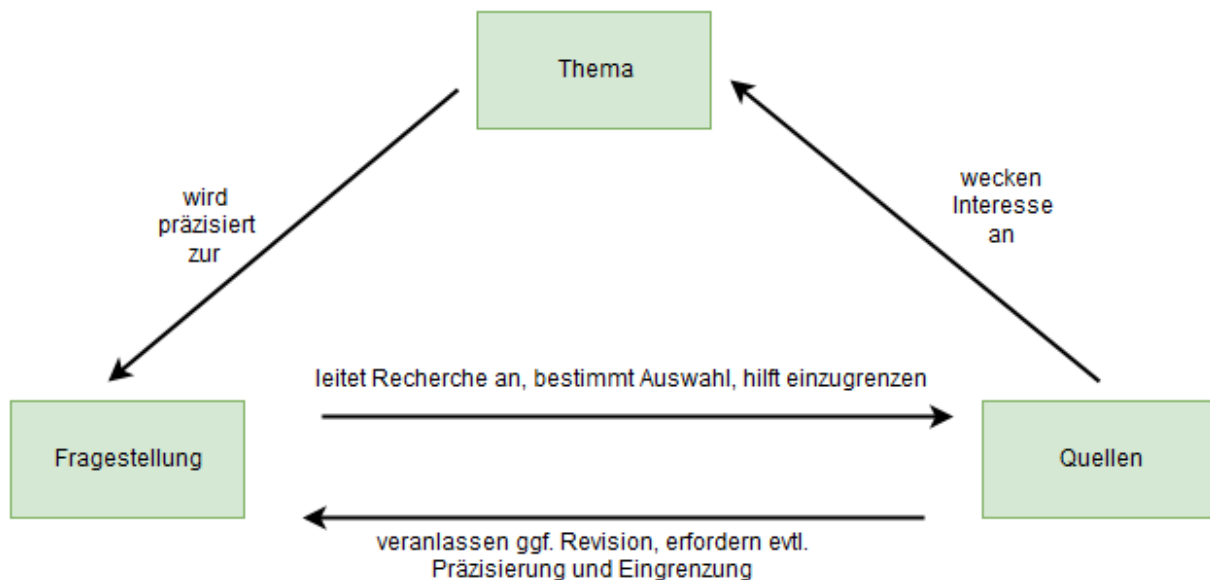 Thema
wird
präzisiert
zur
wecken
Interesse
an
leitet Recherche an, bestimmt Auswahl, hilft einzugrenzen
Fragestellung
Quellen
veranlassen ggf. Revision, erfordern evtl.
Präzisierung und Eingrenzung